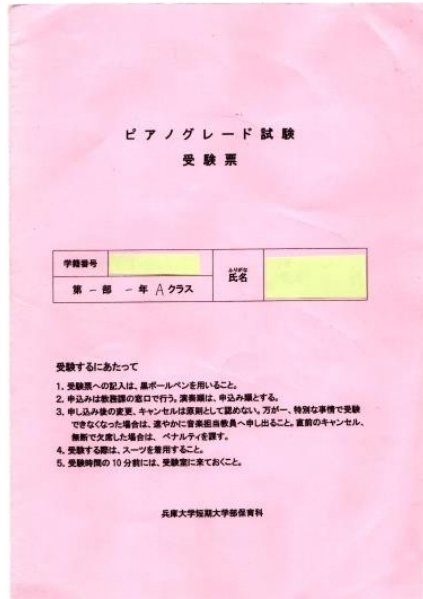 ピアノグレード試験
受験票
学籍番号
ふりがな
氏名
第一部 一年 Aクラス
受験するにあたって
1. 受験票への記入は、黒ボールペンを用いること。
2. 申込みは教務課の窓口で行う。演奏順は、申込み順とする。
3. 申し込み後の変更、キャンセルは原則として認めない。万が一、特別な事情で受験
できなくなった場合は、速やかに音楽担当教員へ申し出ること。直前のキャンセル、
無断で欠席した場合は、ペナルティを課す。
4. 受験する際は、スーツを着用すること。
5. 受験時間の10分前には、受験室に来ておくこと。
兵庫大学短期大学部保育科